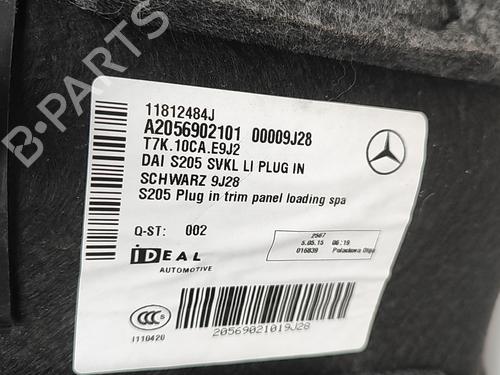 11812484J
A2056902101 00009J28
T7K.10CA.E9J2
DAI S205 SVKL LI PLUG IN
SCHWARZ 9J28
S205 Plug in trim panel loading spa
Q-ST: 002
2567
5.05.15 06:19
016839
iDEAL
AUTOMOTIVE
CCC S
I110420
20569021019J28
B-PARTS